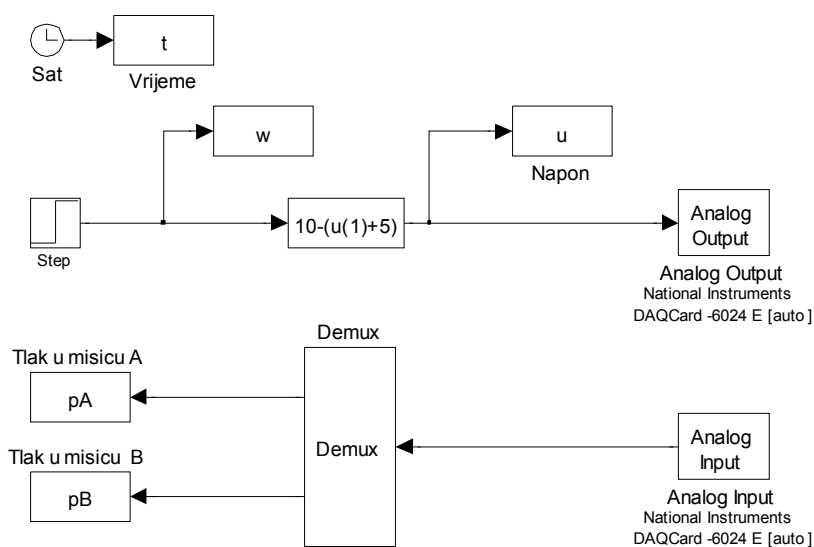 t
Sat
Vrijeme
w
u
Napon
10-(u(1)+5)
Step
Analog
Output
Analog Output
National Instruments
DAQCard -6024 E [auto ]
Demux
Tlak u misicu A
pA
Demux
Tlak u misicu B
pB
Analog
Input
Analog Input
National Instruments
DAQCard -6024 E [auto ]